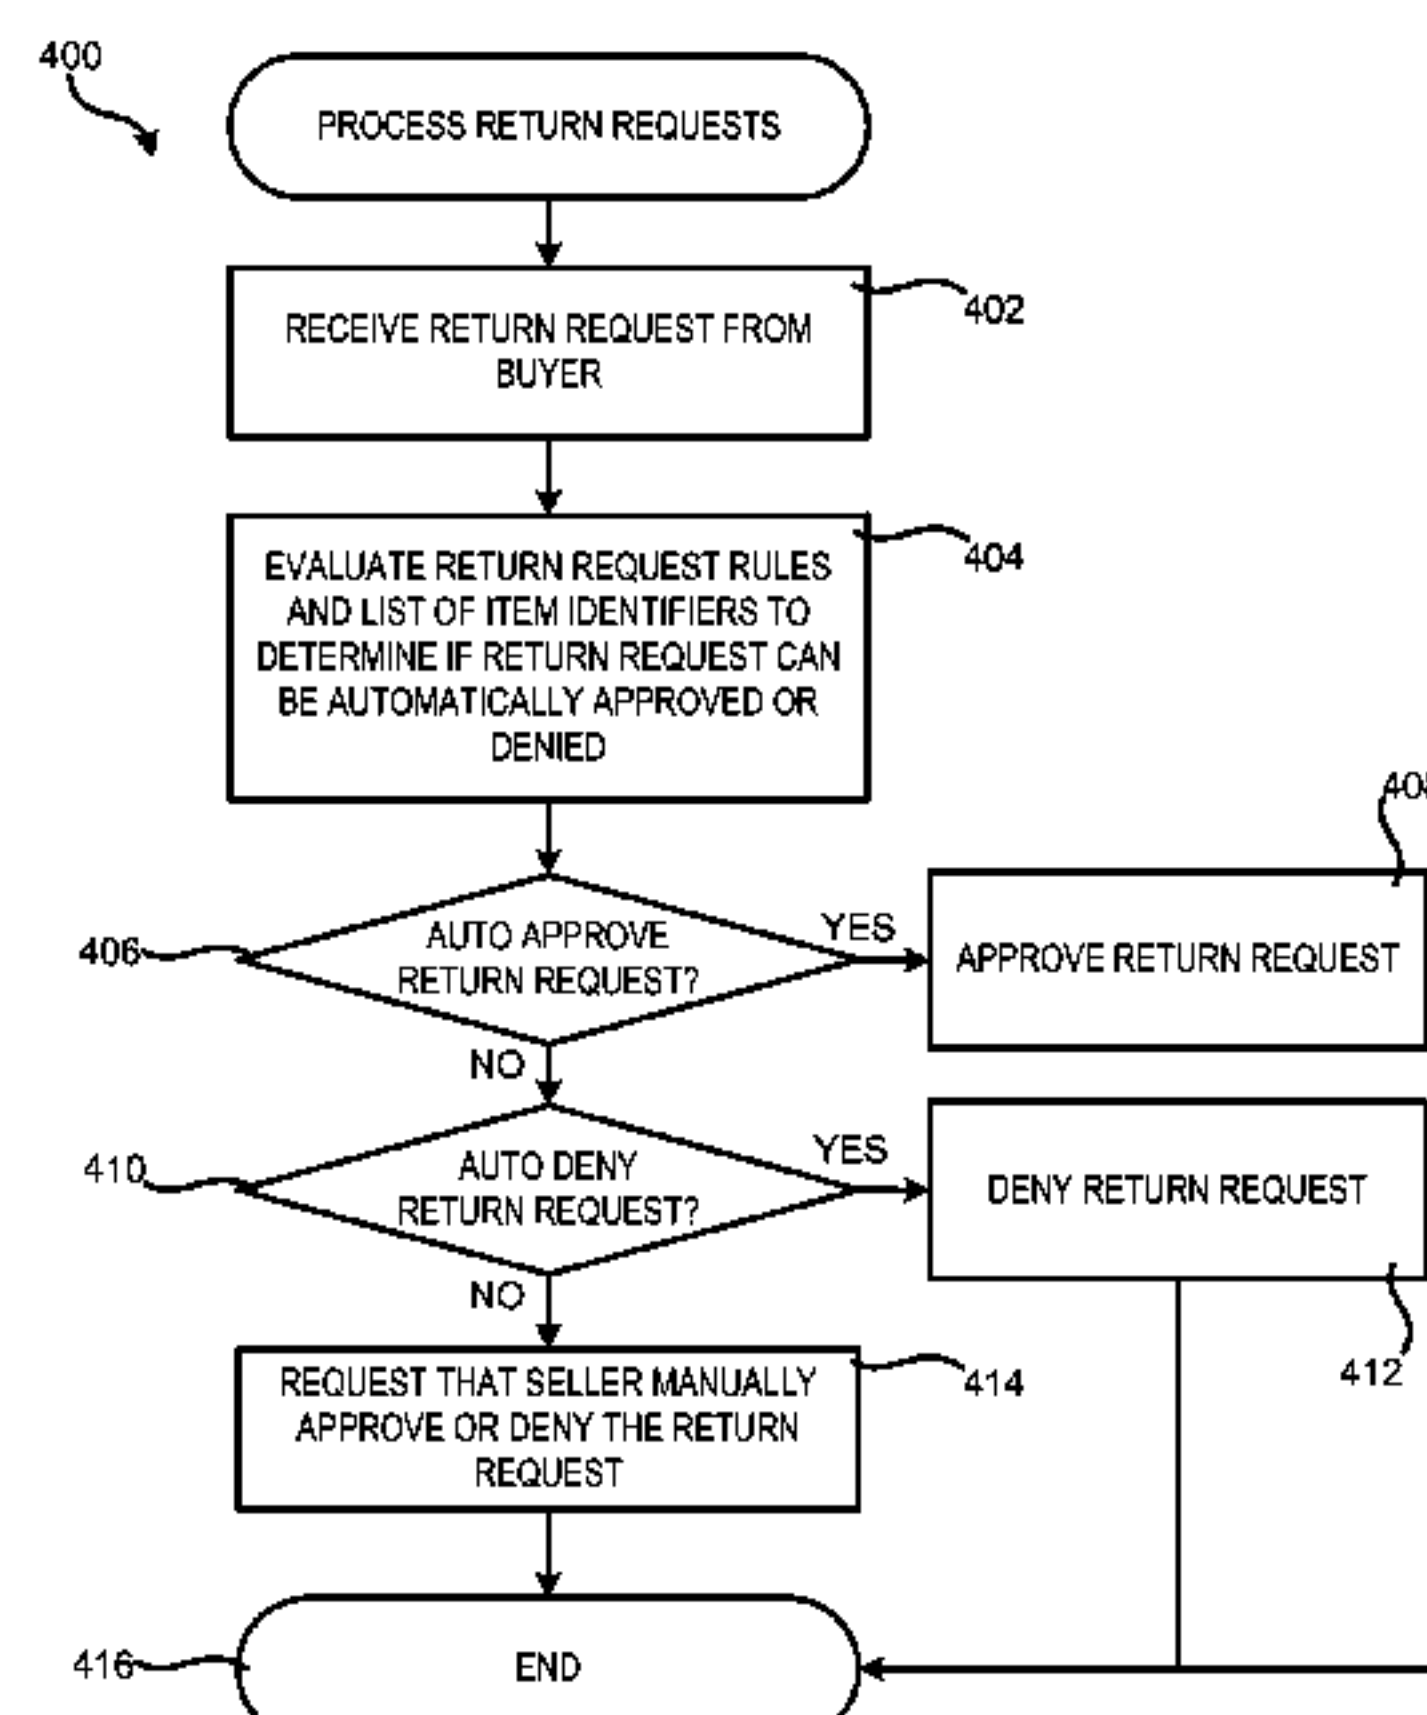 400
PROCESS RETURN REQUESTS
402
RECEIVE RETURN REQUEST FROM
BUYER
404
EVALUATE RETURN REQUEST RULES
AND LIST OF ITEM IDENTIFIERS TO
DETERMINE IF RETURN REQUEST CAN
BE AUTOMATICALLY APPROVED OR
DENIED
406
AUTO APPROVE
RETURN REQUEST?
YES
APPROVE RETURN REQUEST
NO
410
AUTO DENY
RETURN REQUEST?
YES
DENY RETURN REQUEST
412
NO
414
REQUEST THAT SELLER MANUALLY
APPROVE OR DENY THE RETURN
REQUEST
416
END